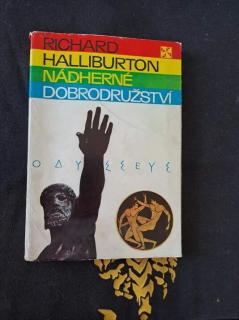 RICHARD
HALLIBURTON
NÁDHERNÉ
DOBRODRUŽSTVÍ
ΟΔΥΣΣΕΥΣ